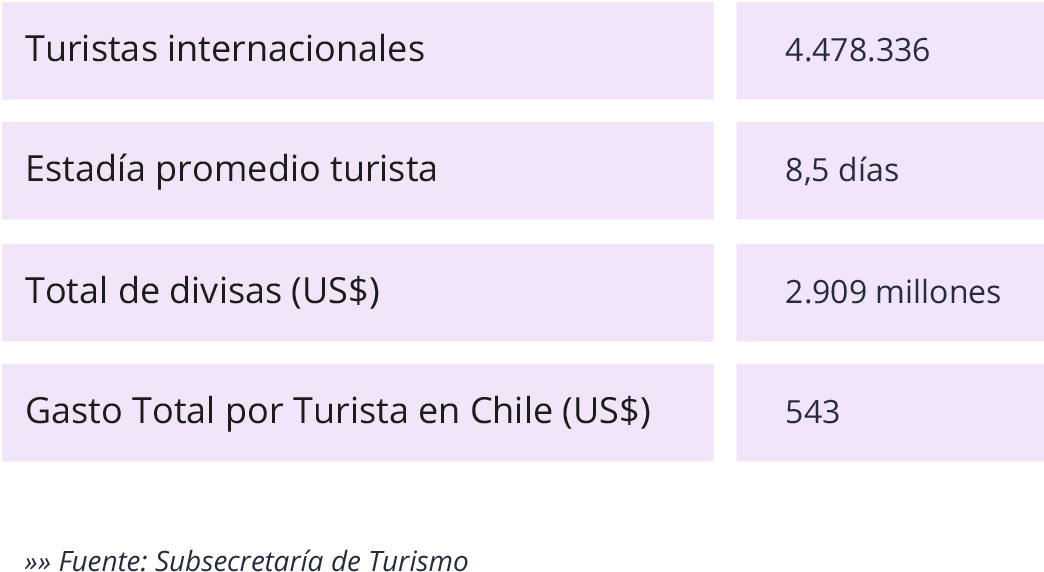 Turistas internacionales 4.478.336
Estadía promedio turista 8,5 días
Total de divisas (US$) 2.909 millones
Gasto Total por Turista en Chile (US$) 543
»» Fuente: Subsecretaría de Turismo